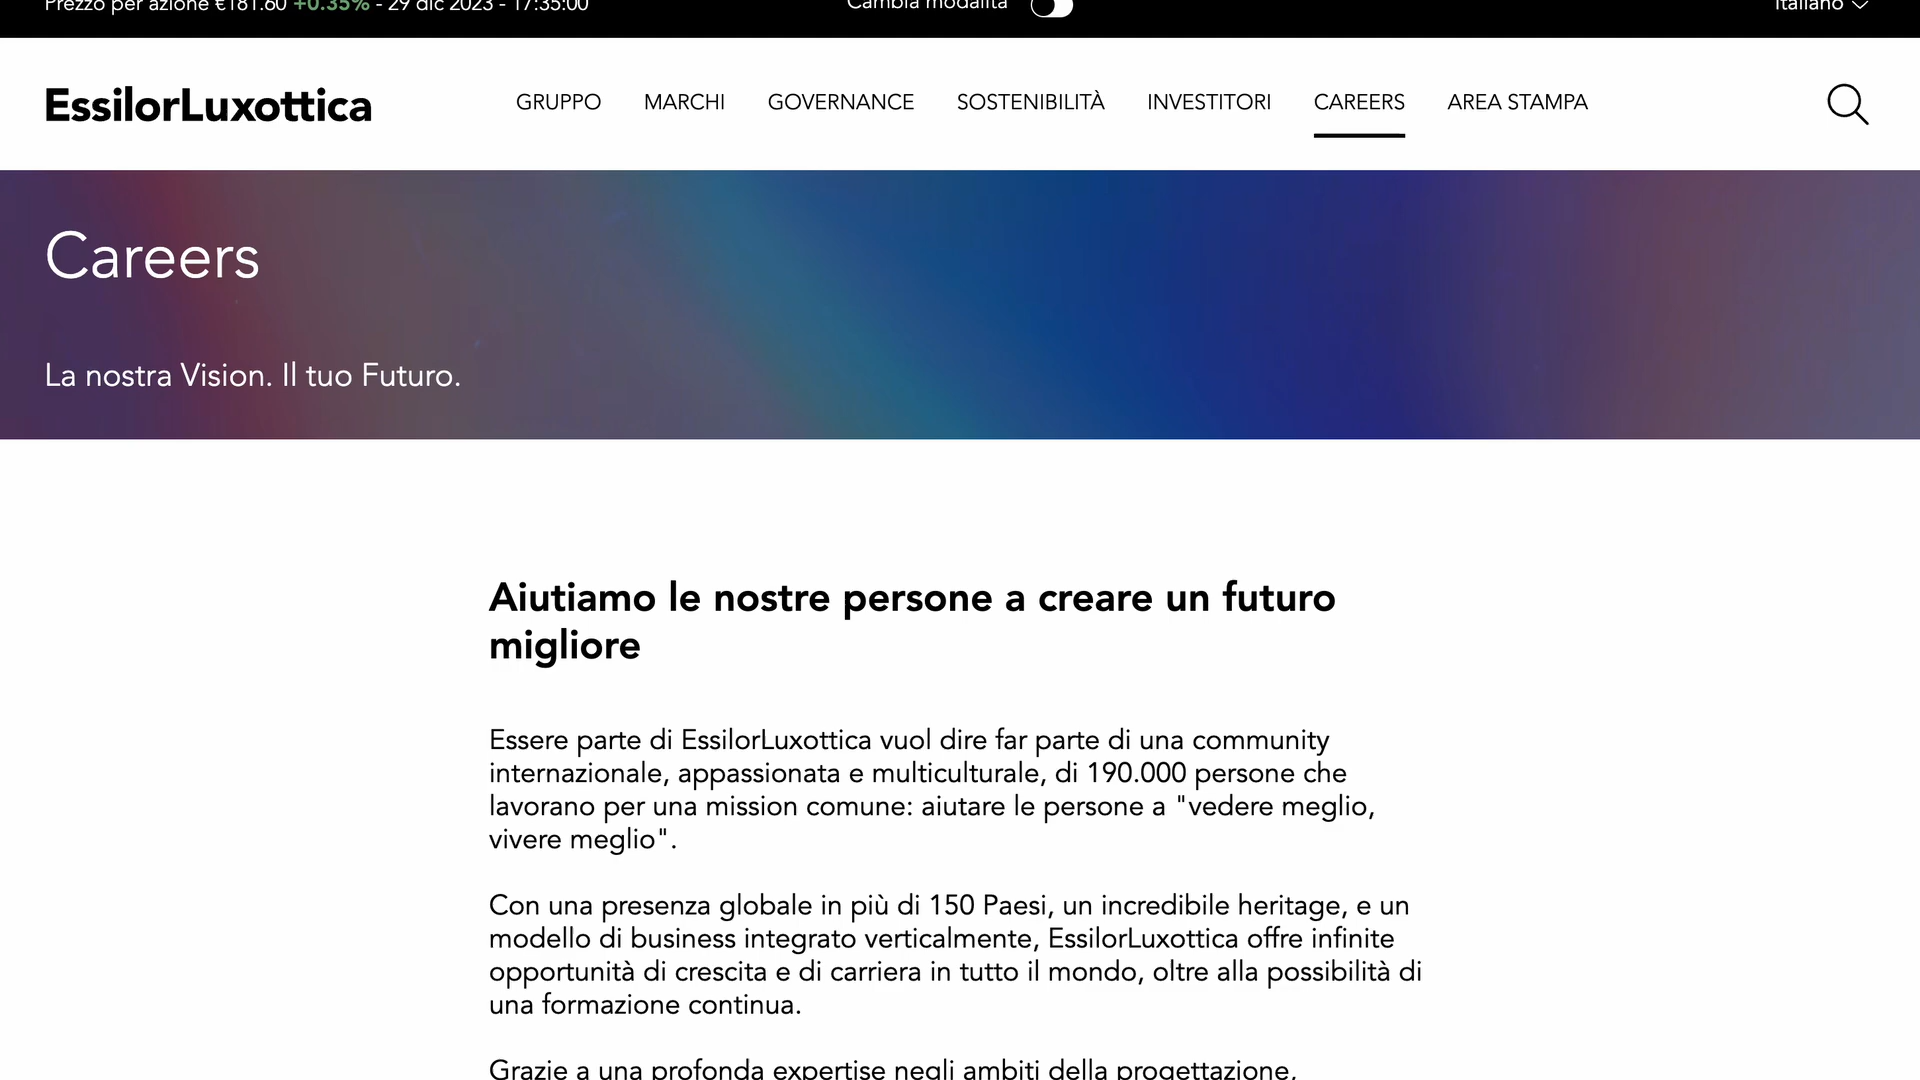 Prezzo per azione €181.60 +0.35% - 29 dic 2023 - 17:35:00
Cambia modalità
Italiano
EssilorLuxottica
GRUPPO
MARCHI
GOVERNANCE
SOSTENIBILITÀ
INVESTITORI
CAREERS
AREA STAMPA
Careers
La nostra Vision. Il tuo Futuro.
Aiutiamo le nostre persone a creare un futuro
migliore
Essere parte di EssilorLuxottica vuol dire far parte di una community
internazionale, appassionata e multiculturale, di 190.000 persone che
lavorano per una mission comune: aiutare le persone a "vedere meglio,
vivere meglio".
Con una presenza globale in più di 150 Paesi, un incredibile heritage, e un
modello di business integrato verticalmente, EssilorLuxottica offre infinite
opportunità di crescita e di carriera in tutto il mondo, oltre alla possibilità di
una formazione continua.
Grazie a una profonda expertise negli ambiti della progettazione,